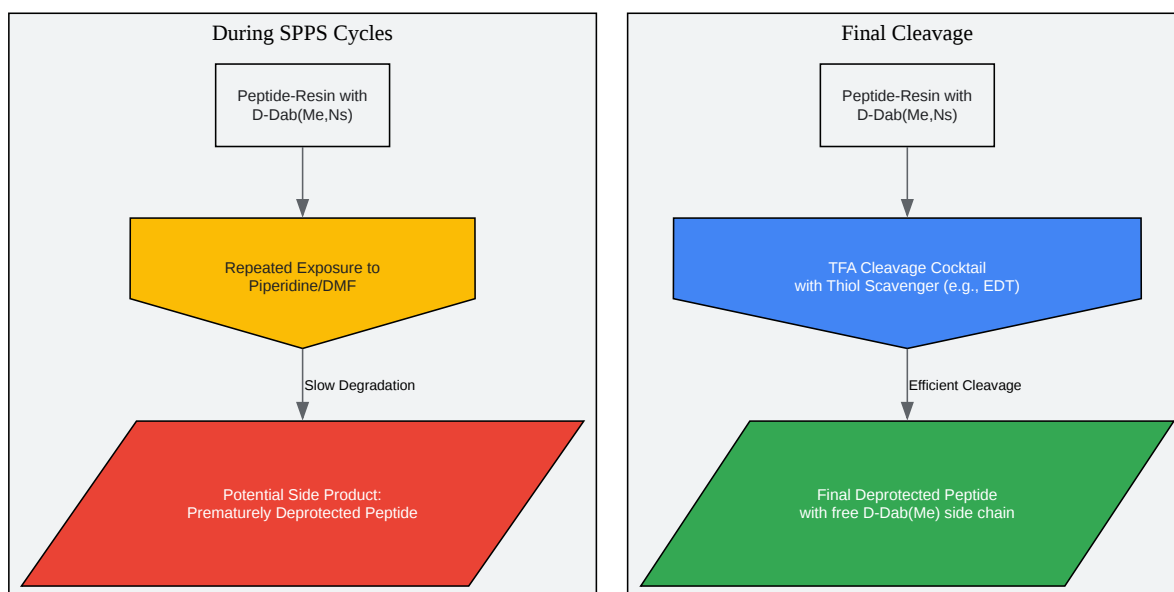 During SPPS Cycles
Peptide-Resin with
D-Dab(Me,Ns)
Repeated Exposure to
Piperidine/DMF
Slow Degradation
Potential Side Product:
Prematurely Deprotected Peptide
Final Cleavage
Peptide-Resin with
D-Dab(Me,Ns)
TFA Cleavage Cocktail
with Thiol Scavenger (e.g., EDT)
Efficient Cleavage
Final Deprotected Peptide
with free D-Dab(Me) side chain